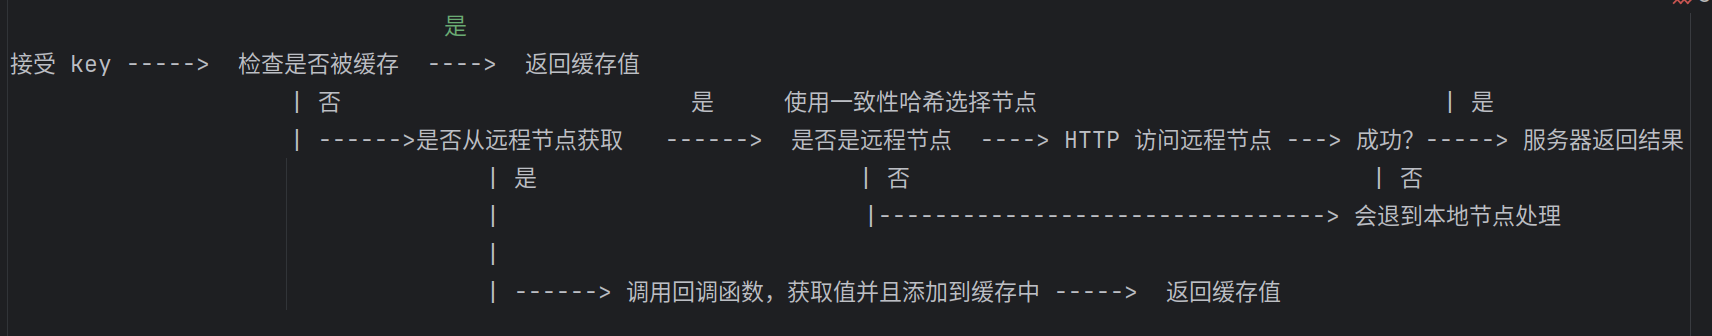 是
接受 key -----> 检查是否被缓存 ----> 返回缓存值
| 否 是 使用一致性哈希选择节点 | 是
| ------>是否从远程节点获取 ------> 是否是远程节点 ----> HTTP 访问远程节点 ---> 成功？-----> 服务器返回结果
| 是 | 否 | 否
| |--------------------------------> 会退到本地节点处理
|
| ------> 调用回调函数，获取值并且添加到缓存中 -----> 返回缓存值